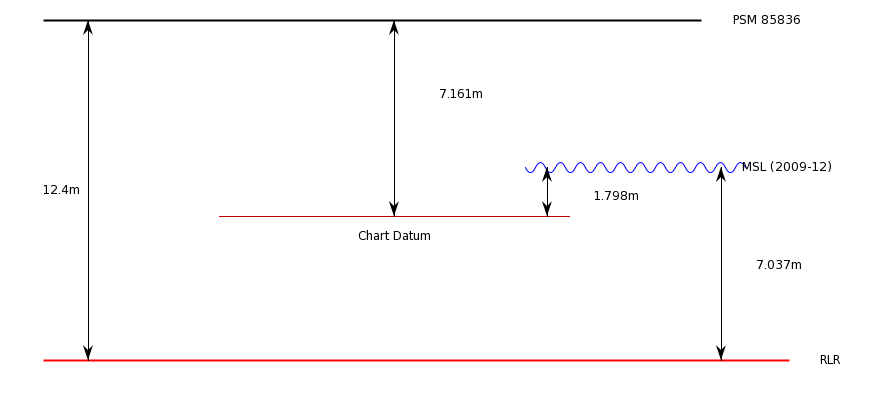 PSM 85836
7.161m
MSL (2009-12)
12.4m
1.798m
Chart Datum
7.037m
RLR